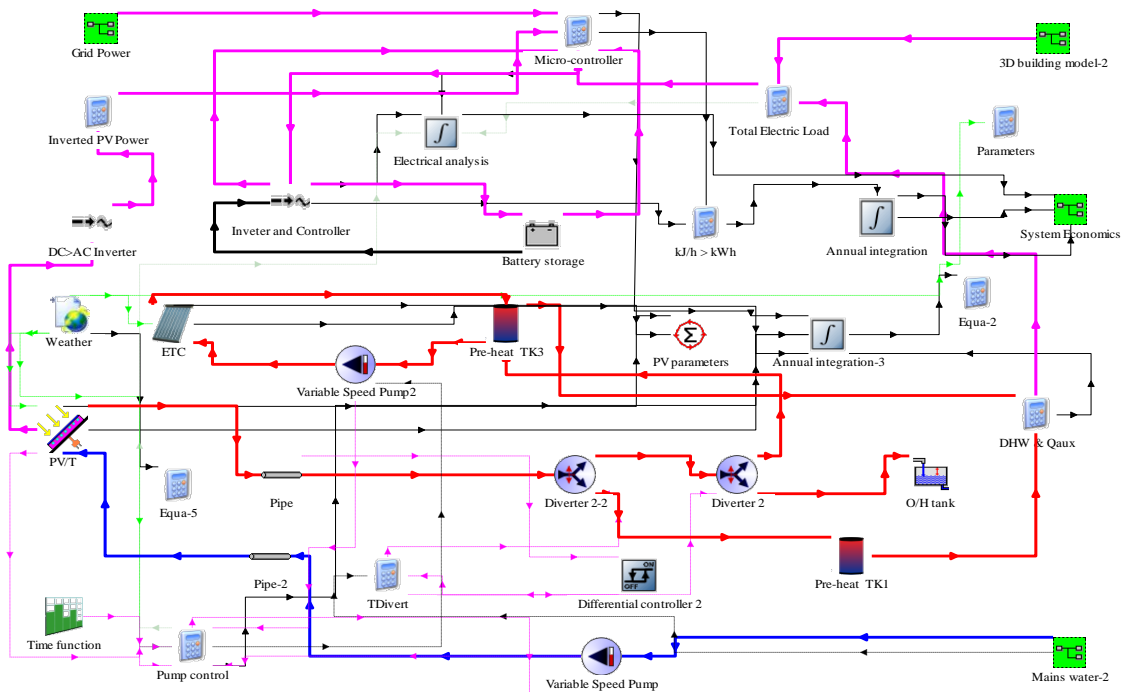 Grid Power
Micro-controller
3D building model-2
Inverted PV Power
Electrical analysis
Total Electric Load
Parameters
DC>AC Inverter
Inveter and Controller
Battery storage
kJ/h > kWh
Annual integration
System Economics
Weather
ETC
Pre-heat TK3
PV parameters
Annual integration-3
Equa-2
Variable Speed Pump2
PV/T
DHW & Qaux
Equa-5
Pipe
Diverter 2-2
Diverter 2
O/H tank
Pipe-2
TDivert
ON
OFF
Differential controller 2
Pre-heat TK1
Time function
Pump control
Variable Speed Pump
Mains water-2